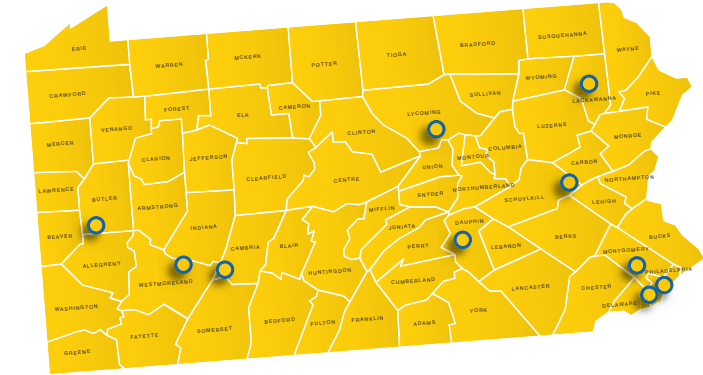 ERIE
WARREN
MCKEAN
POTTER
TIOGA
BRADFORD
SUSQUEHANNA
WAYNE
CRAWFORD
FOREST
ELK
CAMERON
WYOMING
SULLIVAN
LACKAWANNA
PIKE
MERCER
VENANGO
CLARION
JEFFERSON
CLINTON
LYCOMING
LUZERNE
MONROE
LAWRENCE
BUTLER
ARMSTRONG
CLEARFIELD
CENTRE
UNION
MONTOUR
COLUMBIA
CARBON
SNYDER
NORTHUMBERLAND
SCHUYLKILL
NORTHAMPTON
LEHIGH
BEAVER
INDIANA
CAMBRIA
BLAIR
MIFFLIN
JUNIATA
PERRY
DAUPHIN
LEBANON
BERKS
MONTGOMERY
BUCKS
ALLEGHENY
WESTMORELAND
HUNTINGDON
CUMBERLAND
LANCASTER
CHESTER
PHILADELPHIA
DELAWARE
WASHINGTON
GREENE
FAYETTE
SOMERSET
BEDFORD
FULTON
FRANKLIN
ADAMS
YORK